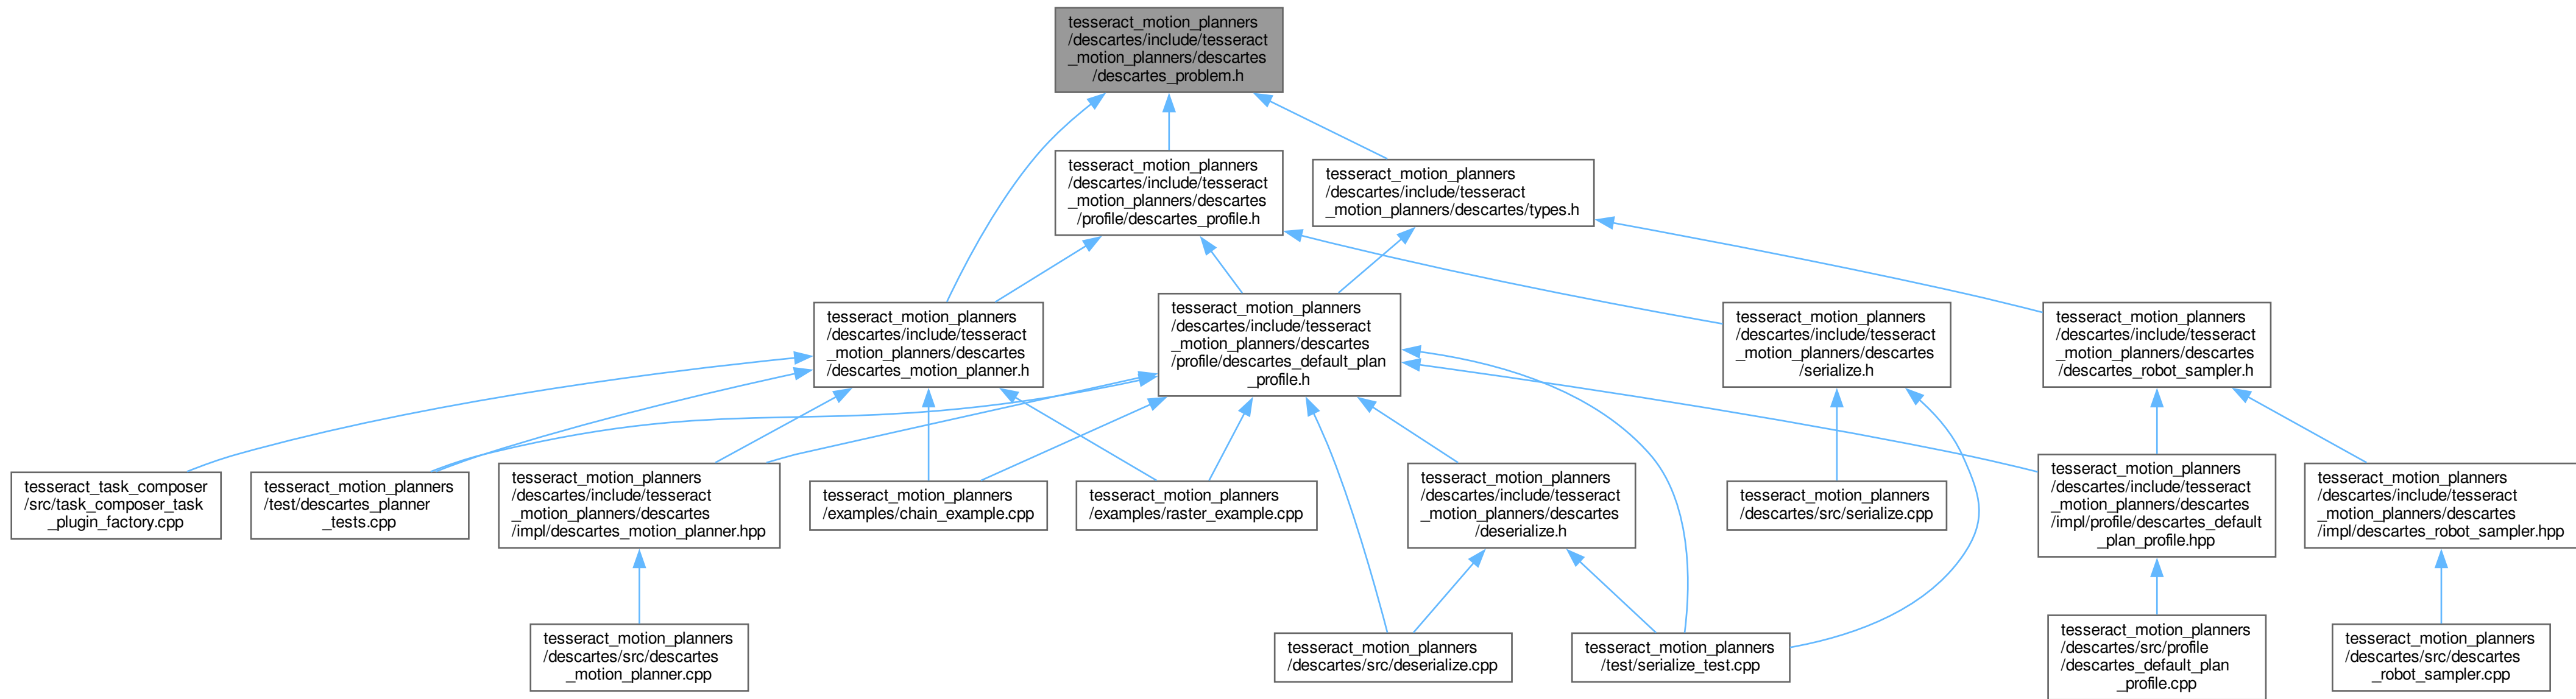 tesseract_motion_planners
/descartes/include/tesseract
_motion_planners/descartes
/descartes_problem.h
tesseract_motion_planners
/descartes/include/tesseract
_motion_planners/descartes
/profile/descartes_profile.h
tesseract_motion_planners
/descartes/include/tesseract
_motion_planners/descartes/types.h
tesseract_motion_planners
/descartes/include/tesseract
_motion_planners/descartes
/descartes_motion_planner.h
tesseract_motion_planners
/descartes/include/tesseract
_motion_planners/descartes
/profile/descartes_default_plan
_profile.h
tesseract_motion_planners
/descartes/include/tesseract
_motion_planners/descartes
/serialize.h
tesseract_motion_planners
/descartes/include/tesseract
_motion_planners/descartes
/descartes_robot_sampler.h
tesseract_task_composer
/src/task_composer_task
_plugin_factory.cpp
tesseract_motion_planners
/test/descartes_planner
_tests.cpp
tesseract_motion_planners
/descartes/include/tesseract
_motion_planners/descartes
/impl/descartes_motion_planner.hpp
tesseract_motion_planners
/examples/chain_example.cpp
tesseract_motion_planners
/examples/raster_example.cpp
tesseract_motion_planners
/descartes/include/tesseract
_motion_planners/descartes
/deserialize.h
tesseract_motion_planners
/descartes/src/serialize.cpp
tesseract_motion_planners
/descartes/include/tesseract
_motion_planners/descartes
/impl/profile/descartes_default
_plan_profile.hpp
tesseract_motion_planners
/descartes/include/tesseract
_motion_planners/descartes
/impl/descartes_robot_sampler.hpp
tesseract_motion_planners
/descartes/src/descartes
_motion_planner.cpp
tesseract_motion_planners
/descartes/src/deserialize.cpp
tesseract_motion_planners
/test/serialize_test.cpp
tesseract_motion_planners
/descartes/src/profile
/descartes_default_plan
_profile.cpp
tesseract_motion_planners
/descartes/src/descartes
_robot_sampler.cpp